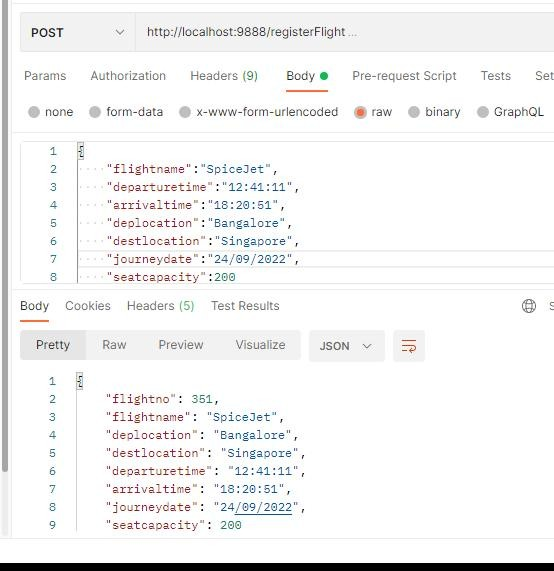 POST http://localhost:9888/registerFlight ...
Params Authorization Headers (9) Body Pre-request Script Tests Set
none form-data x-www-form-urlencoded raw binary GraphQL
1 {
2 "flightname":"SpiceJet",
3 "departuretime":"12:41:11",
4 "arrivaltime":"18:20:51",
5 "deplocation":"Bangalore",
6 "destlocation":"Singapore",
7 "journeydate":"24/09/2022",
8 "seatcapacity":200
Body Cookies Headers (5) Test Results S
Pretty Raw Preview Visualize JSON
1 {
2 "flightno": 351,
3 "flightname": "SpiceJet",
4 "deplocation": "Bangalore",
5 "destlocation": "Singapore",
6 "departuretime": "12:41:11",
7 "arrivaltime": "18:20:51",
8 "journeydate": "24/09/2022",
9 "seatcapacity": 200